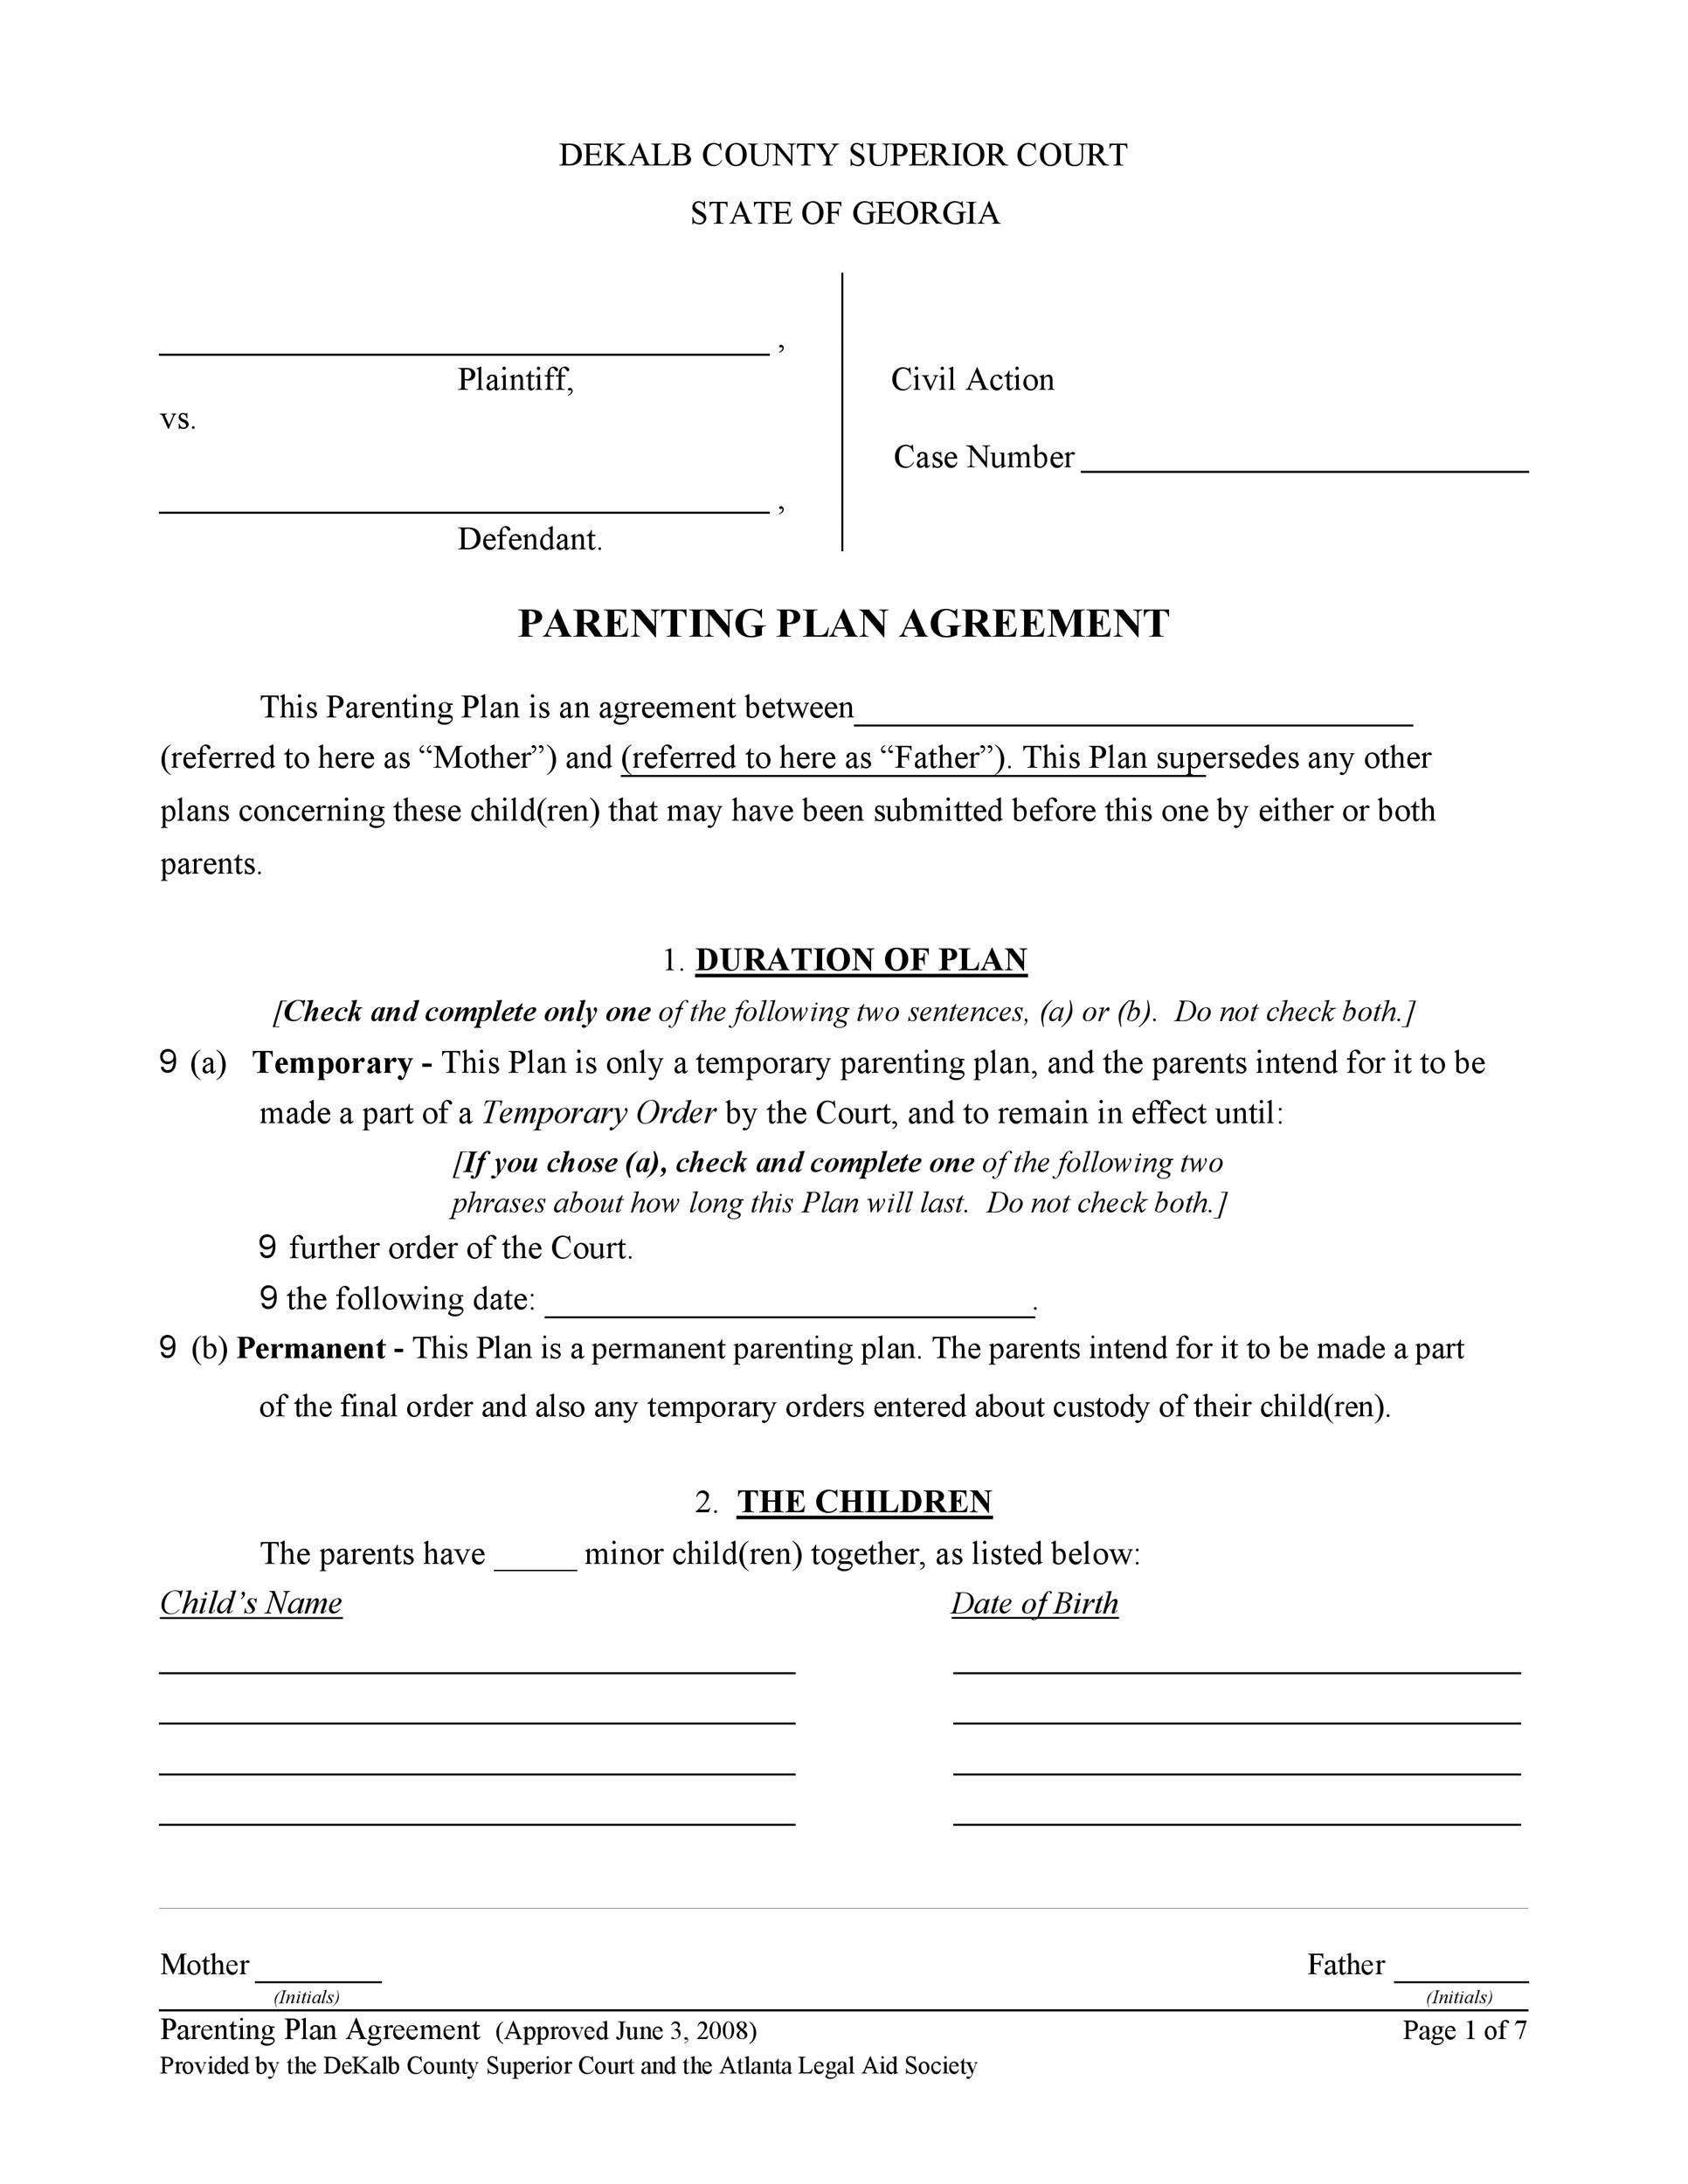 DEKALB COUNTY SUPERIOR COURT
STATE OF GEORGIA
,
Plaintiff,
vs.
,
Defendant.
Civil Action
Case Number
PARENTING PLAN AGREEMENT
This Parenting Plan is an agreement between
(referred to here as “Mother”) and (referred to here as “Father”). This Plan supersedes any other
plans concerning these child(ren) that may have been submitted before this one by either or both
parents.
1. DURATION OF PLAN
[Check and complete only one of the following two sentences, (a) or (b). Do not check both.]
9 (a) Temporary - This Plan is only a temporary parenting plan, and the parents intend for it to be
made a part of a Temporary Order by the Court, and to remain in effect until:
[If you chose (a), check and complete one of the following two
phrases about how long this Plan will last. Do not check both.]
9 further order of the Court.
9 the following date: .
9 (b) Permanent - This Plan is a permanent parenting plan. The parents intend for it to be made a part
of the final order and also any temporary orders entered about custody of their child(ren).
2. THE CHILDREN
The parents have _____ minor child(ren) together, as listed below:
Child’s Name Date of Birth
Mother Father
(Initials) (Initials)
Parenting Plan Agreement (Approved June 3, 2008) Page 1 of 7
Provided by the DeKalb County Superior Court and the Atlanta Legal Aid Society